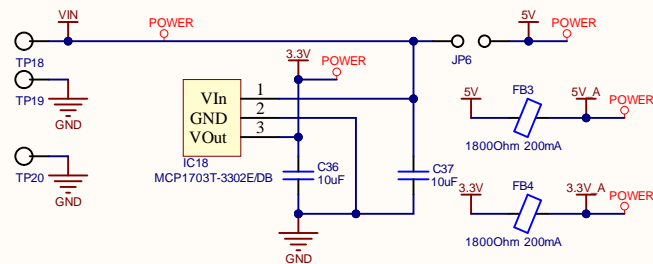 VIN
POWER
5V
POWER
TP18
JP6
3.3V
POWER
TP19
GND
VIn 1
GND 2
VOut 3
5V
FB3
5V_A
POWER
1800Ohm 200mA
IC18
MCP1703T-3302E/DB
C36
10uF
C37
10uF
TP20
GND
3.3V
FB4
3.3V_A
POWER
1800Ohm 200mA
GND